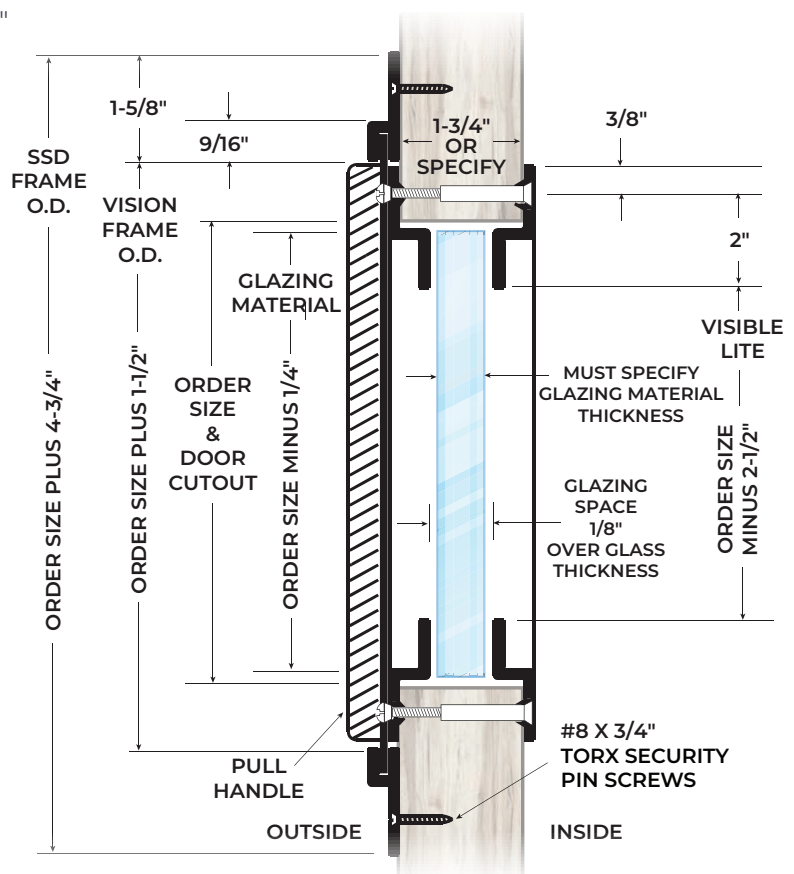 "
1-5/8"
9/16"
SSD
FRAME
O.D.
VISION
FRAME
O.D.
1-3/4"
OR
SPECIFY
3/8"
2"
GLAZING
MATERIAL
VISIBLE
LITE
ORDER
SIZE
&
DOOR
CUTOUT
ORDER SIZE PLUS 4-3/4"
ORDER SIZE PLUS 1-1/2"
ORDER SIZE MINUS 1/4"
MUST SPECIFY
GLAZING MATERIAL
THICKNESS
ORDER SIZE
MINUS 2-1/2"
GLAZING
SPACE
1/8"
OVER GLASS
THICKNESS
PULL
HANDLE
#8 X 3/4"
TORX SECURITY
PIN SCREWS
OUTSIDE
INSIDE